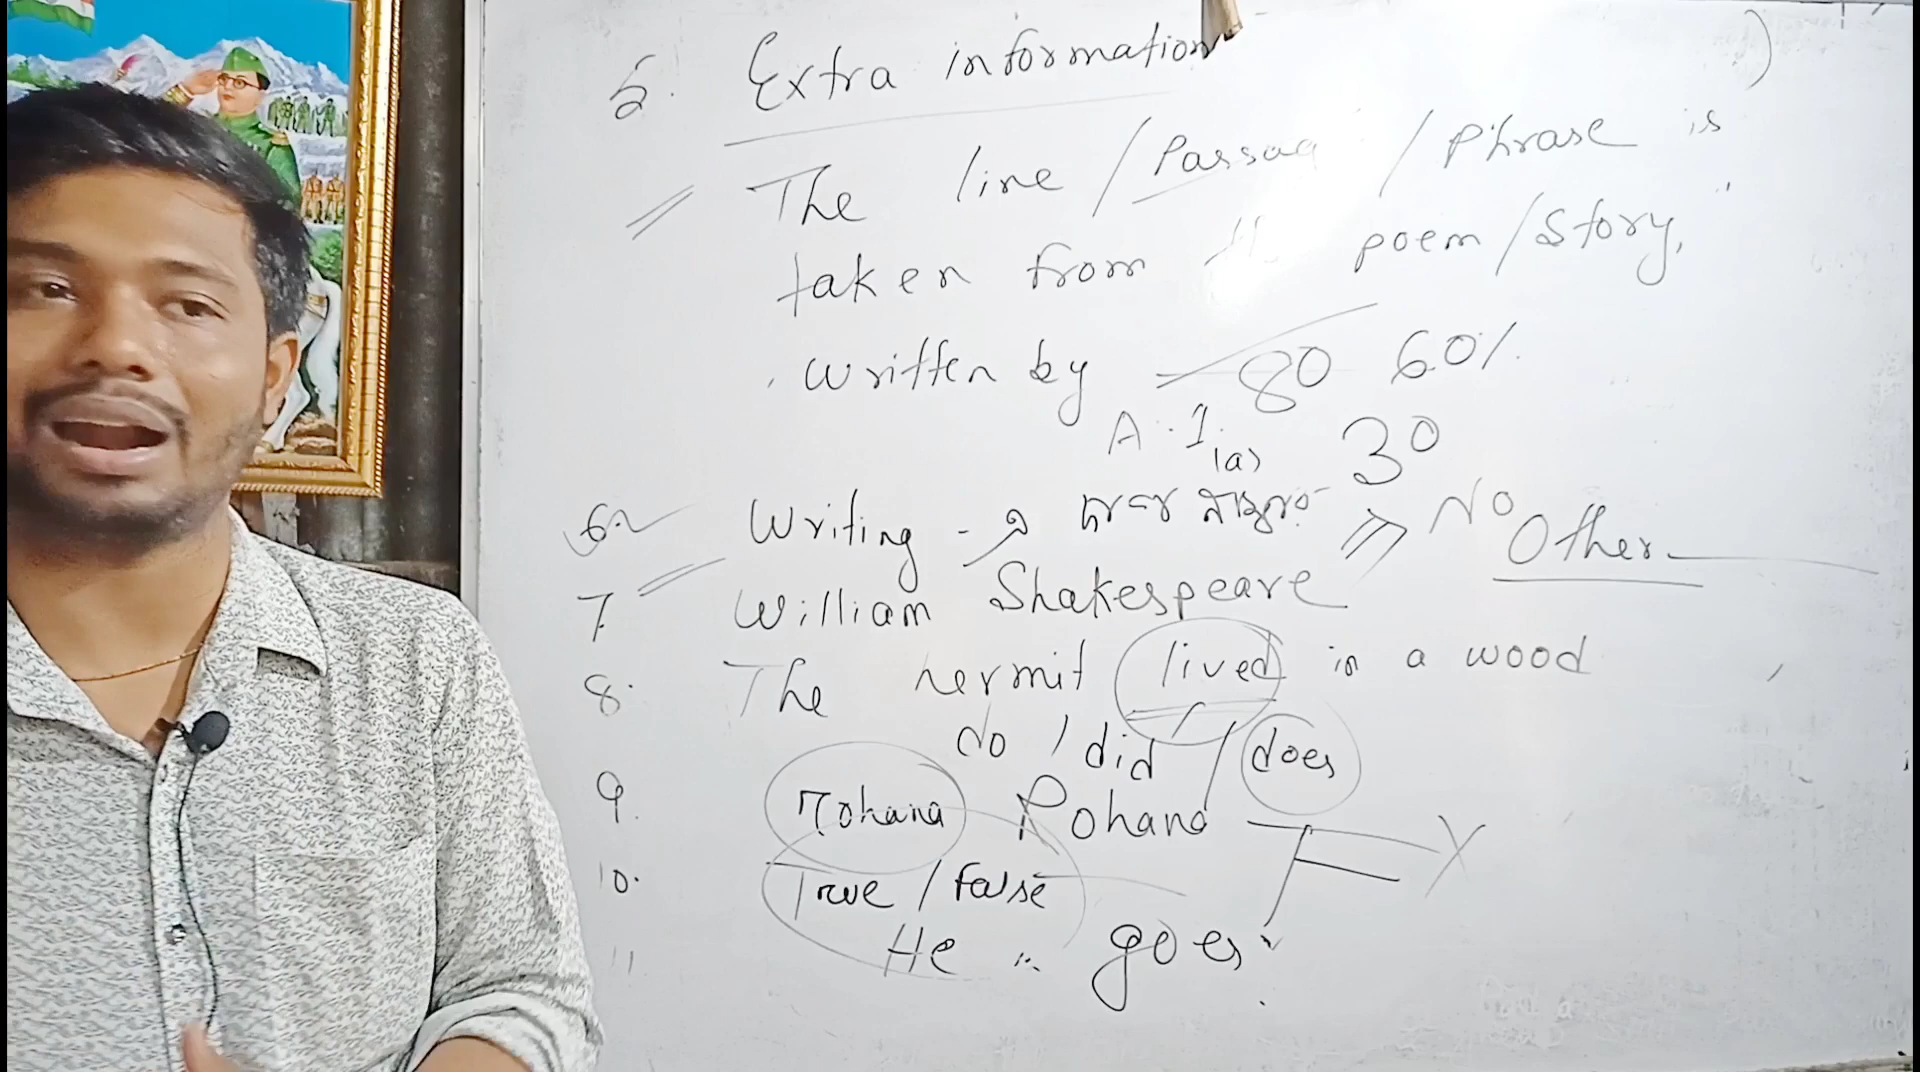 5. Extra information
The line / Passag / Phrase is
taken from poem / Story,
written by 80 60%
A. I. (a) 30
6. Writing - No
Other
7. William Shakespeare
8. The hermit lived in a wood
do / did / does
9. rohana Rohana
10. True / false T F X
11. He goes